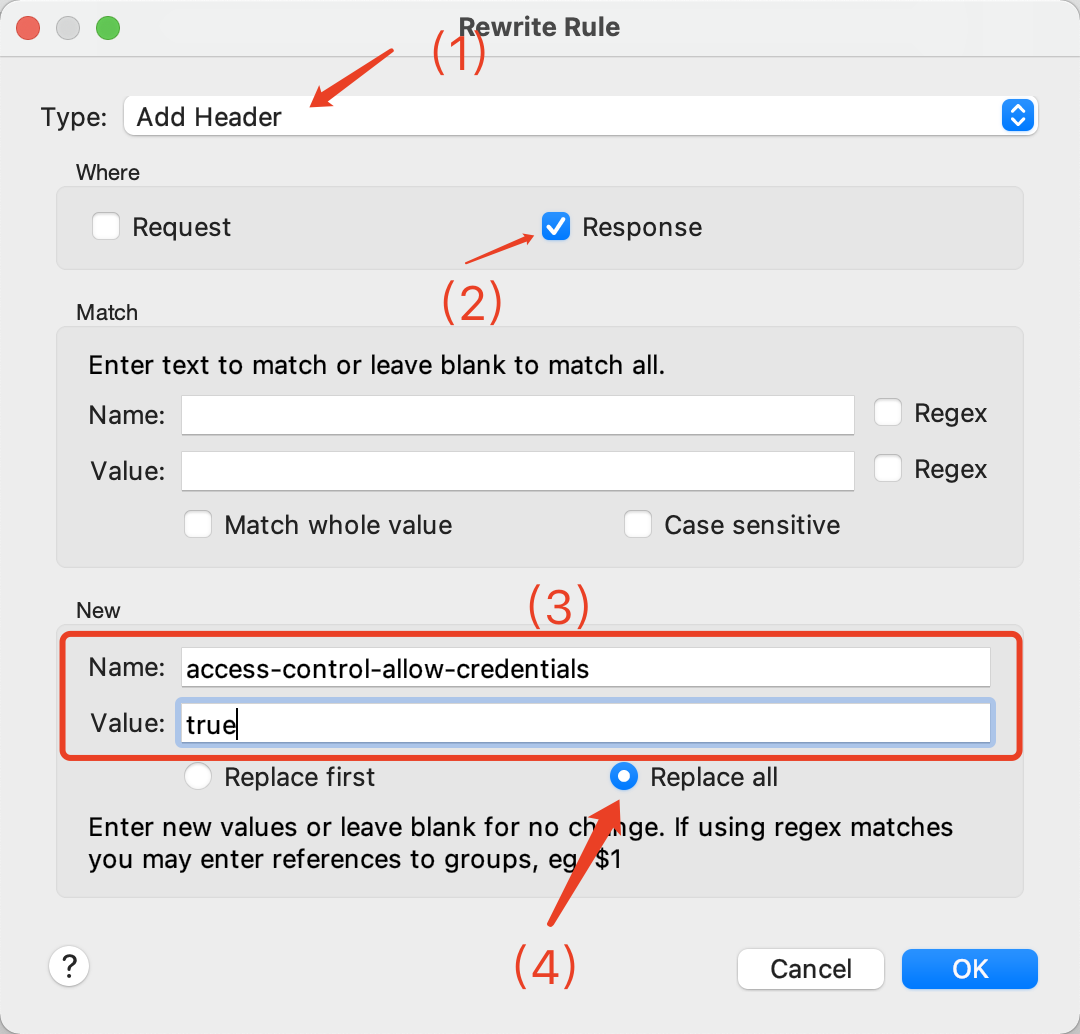 Rewrite Rule
(1)
Type: Add Header
Where
Request Response
(2)
Match
Enter text to match or leave blank to match all.
Name: Regex
Value: Regex
Match whole value Case sensitive
New
(3)
Name: access-control-allow-credentials
Value: true
Replace first Replace all
Enter new values or leave blank for no change. If using regex matches
you may enter references to groups, eg. $1
(4)
? Cancel OK